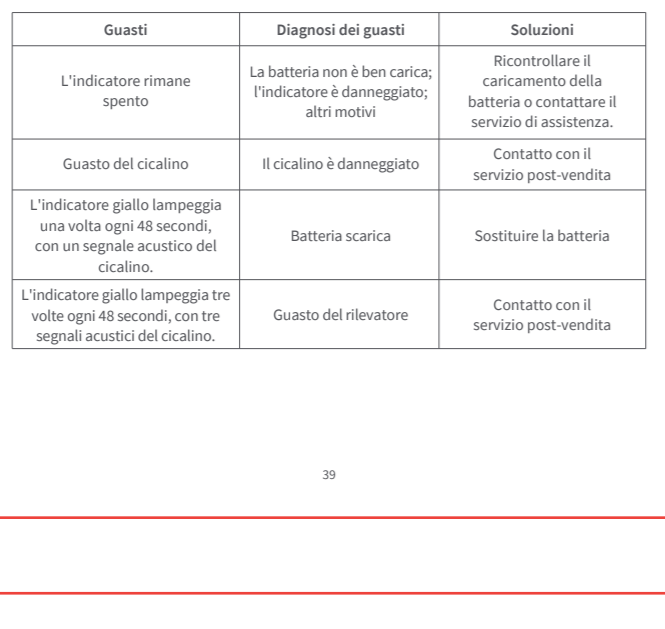 Guasti
Diagnosi dei guasti
Soluzioni
L'indicatore rimane
spento
La batteria non è ben carica;
l'indicatore è danneggiato;
altri motivi
Ricontrollare il
caricamento della
batteria o contattare il
servizio di assistenza.
Guasto del cicalino
Il cicalino è danneggiato
Contatto con il
servizio post-vendita
L'indicatore giallo lampeggia
una volta ogni 48 secondi,
con un segnale acustico del
cicalino.
Batteria scarica
Sostituire la batteria
L'indicatore giallo lampeggia tre
volte ogni 48 secondi, con tre
segnali acustici del cicalino.
Guasto del rilevatore
Contatto con il
servizio post-vendita
39